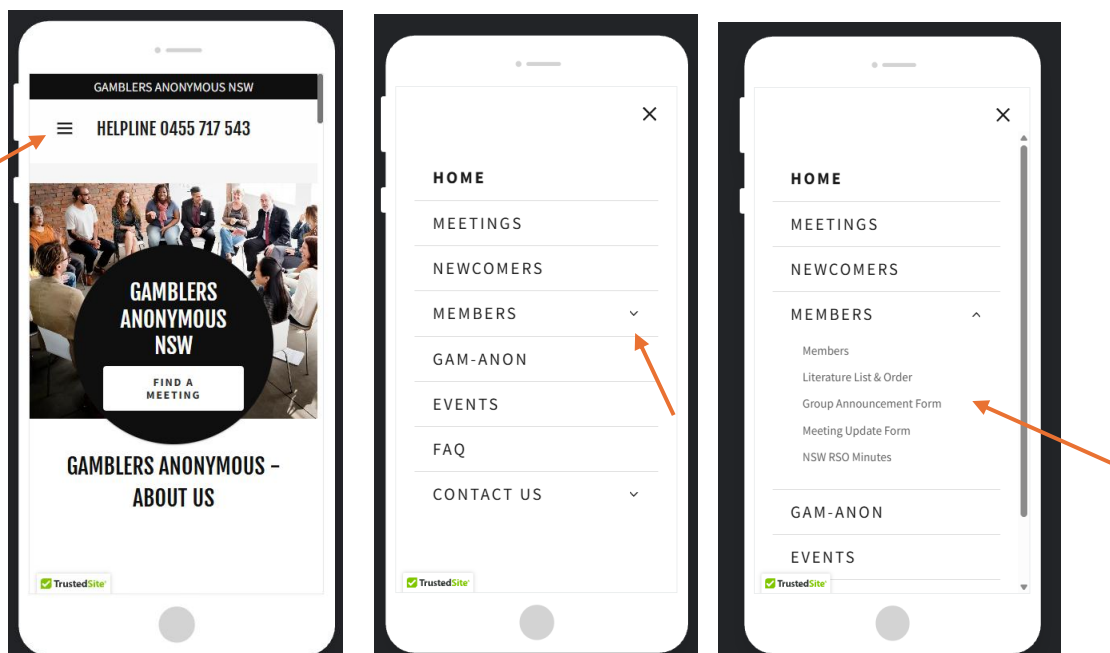 GAMBLERS ANONYMOUS NSW
HELPLINE 0455 717 543
GAMBLERS
ANONYMOUS
NSW
FIND A
MEETING
GAMBLERS ANONYMOUS –
ABOUT US
TrustedSite
HOME
MEETINGS
NEWCOMERS
MEMBERS
GAM-ANON
EVENTS
FAQ
CONTACT US
TrustedSite
HOME
MEETINGS
NEWCOMERS
MEMBERS
Members
Literature List & Order
Group Announcement Form
Meeting Update Form
NSW RSO Minutes
GAM-ANON
EVENTS
TrustedSite